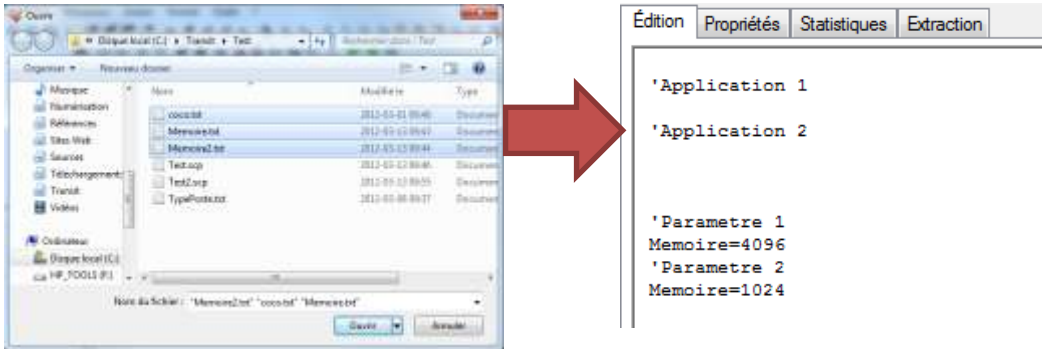 Ouvrir
Disque local (C:) Transit Test
Rechercher dans : Test
Organiser Nouveau dossier
Musique
Numérisation
Références
Sites Web
Sources
Téléchargements
Transit
Vidéos
Ordinateur
Disque local (C:)
HP_TOOLS (F:)
Nom Modifié le Type
coco.txt
Memoire.txt
Memoire2.txt
Test.scp
Test2.scp
TypePoste.txt
Nom du fichier : "Memoire2.txt" "coco.txt" "Memoire.txt"
Ouvrir Annuler
Édition Propriétés Statistiques Extraction
'Application 1
'Application 2
'Parametre 1
Memoire=4096
'Parametre 2
Memoire=1024